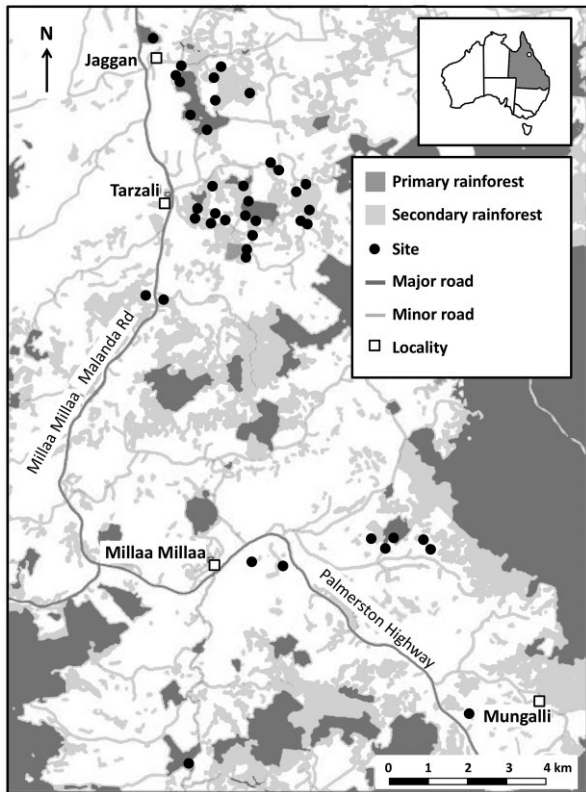 N
Jaggan
Tarzali
Primary rainforest
Secondary rainforest
Site
Major road
Minor road
Locality
Millaa Millaa Malanda Rd
Millaa Millaa
Palmerston Highway
Mungalli
0 1 2 3 4 km